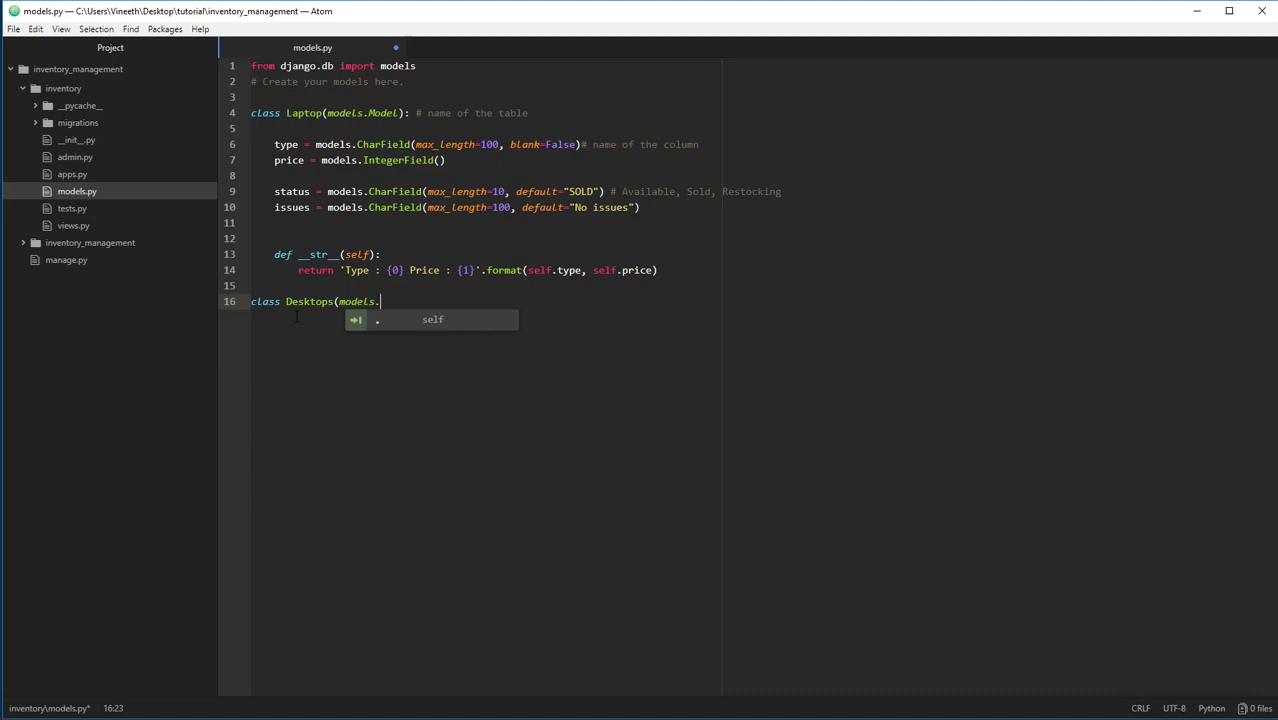 models.py — C:\Users\Vineeth\Desktop\tutorial\inventory_management — Atom
File Edit View Selection Find Packages Help
Project
inventory_management
inventory
__pycache__
migrations
__init__.py
admin.py
apps.py
models.py
tests.py
views.py
inventory_management
manage.py
models.py
1 from django.db import models
2 # Create your models here.
3
4 class Laptop(models.Model): # name of the table
5
6 type = models.CharField(max_length=100, blank=False)# name of the column
7 price = models.IntegerField()
8
9 status = models.CharField(max_length=10, default="SOLD") # Available, Sold, Restocking
10 issues = models.CharField(max_length=100, default="No issues")
11
12
13 def __str__(self):
14 return 'Type : {0} Price : {1}'.format(self.type, self.price)
15
16 class Desktops(models.
. self
inventory\models.py* 16:23
CRLF UTF-8 Python 0 files